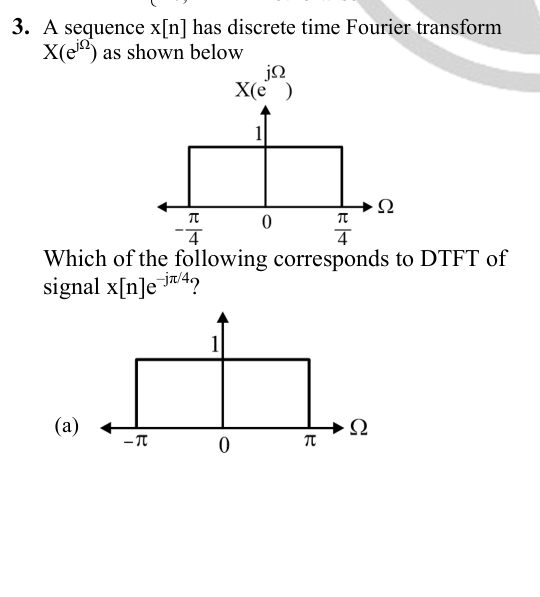 3. A sequence x[n] has discrete time Fourier transform
X(e^{jΩ}) as shown below
X(e^{jΩ})
1
Ω
-π/4 0 π/4
Which of the following corresponds to DTFT of
signal x[n]e^{-jπ/4}?
1
(a) Ω
-π 0 π